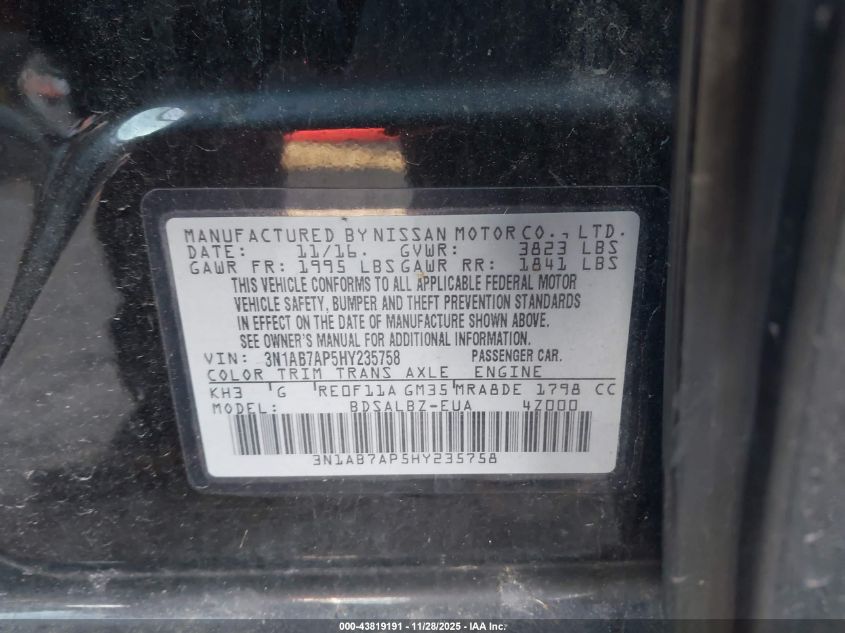 MANUFACTURED BY NISSAN MOTOR CO., LTD.
DATE: 11/16. GVWR: 3823 LBS
GAWR FR: 1995 LBS GAWR RR: 1841 LBS
THIS VEHICLE CONFORMS TO ALL APPLICABLE FEDERAL MOTOR
VEHICLE SAFETY, BUMPER AND THEFT PREVENTION STANDARDS
IN EFFECT ON THE DATE OF MANUFACTURE SHOWN ABOVE.
SEE OWNER'S MANUAL FOR ADDITIONAL INFORMATION.
VIN: 3N1AB7AP5HY235758 PASSENGER CAR.
COLOR TRIM TRANS AXLE ENGINE
KH3 G RE0F11A GM35 MRA8DE 1798 CC
MODEL: BDSALBZ-EUA 4Z000
3N1AB7AP5HY235758
000-43819191 - 11/28/2025 - IAA Inc.